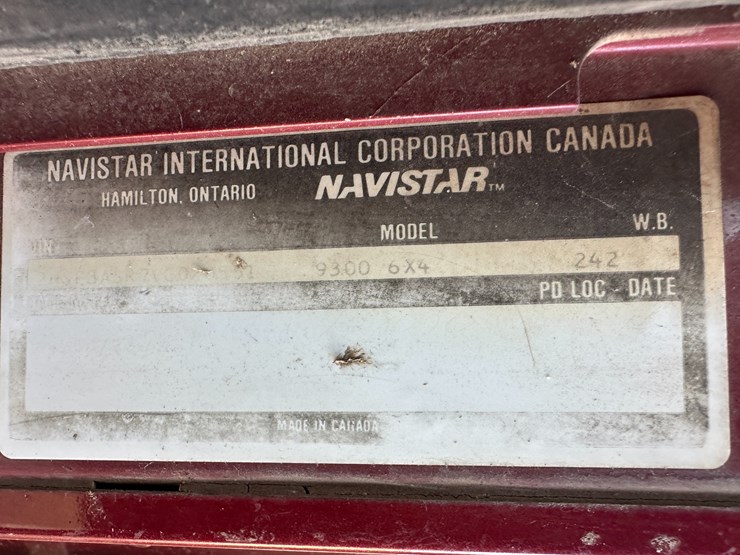 NAVISTAR INTERNATIONAL CORPORATION CANADA
HAMILTON, ONTARIO NAVISTAR™
MODEL W.B.
9300 6X4 242
PD LOC - DATE
MADE IN CANADA